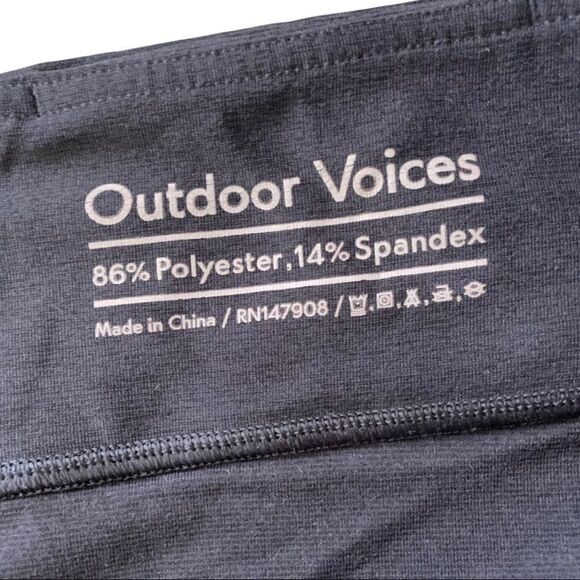 Outdoor Voices
86% Polyester, 14% Spandex
Made in China / RN147908 /